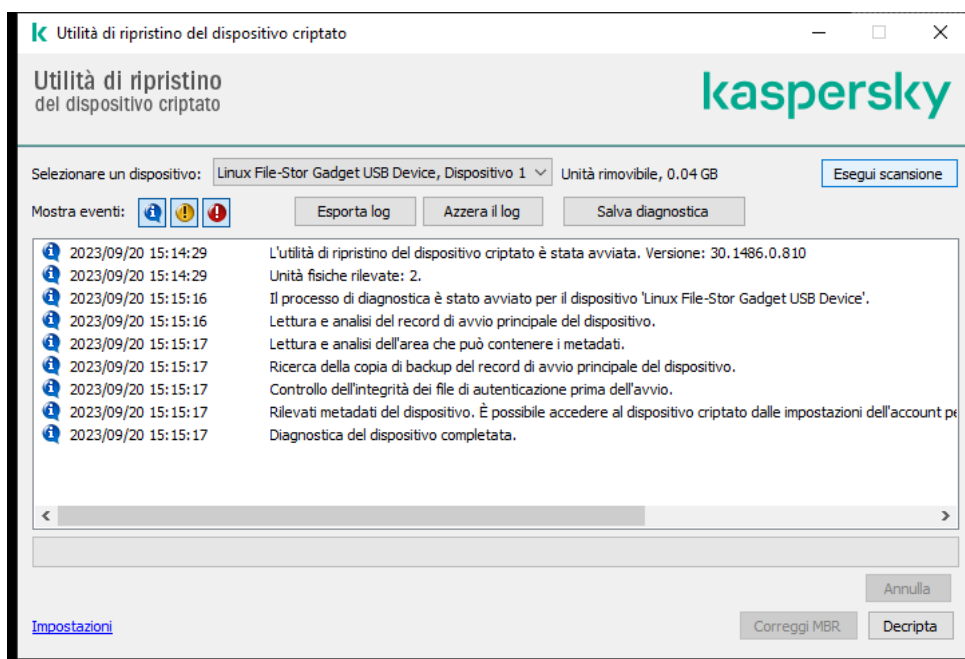 Utilità di ripristino del dispositivo criptato
Utilità di ripristino
del dispositivo criptato
kaspersky
Selezionare un dispositivo: Linux File-Stor Gadget USB Device, Dispositivo 1 Unità rimovibile, 0.04 GB Esegui scansione
Mostra eventi: Esporta log Azzera il log Salva diagnostica
2023/09/20 15:14:29 L'utilità di ripristino del dispositivo criptato è stata avviata. Versione: 30.1486.0.810
2023/09/20 15:14:29 Unità fisiche rilevate: 2.
2023/09/20 15:15:16 Il processo di diagnostica è stato avviato per il dispositivo 'Linux File-Stor Gadget USB Device'.
2023/09/20 15:15:16 Lettura e analisi del record di avvio principale del dispositivo.
2023/09/20 15:15:17 Lettura e analisi dell'area che può contenere i metadati.
2023/09/20 15:15:17 Ricerca della copia di backup del record di avvio principale del dispositivo.
2023/09/20 15:15:17 Controllo dell'integrità dei file di autenticazione prima dell'avvio.
2023/09/20 15:15:17 Rilevati metadati del dispositivo. È possibile accedere al dispositivo criptato dalle impostazioni dell'account pe
2023/09/20 15:15:17 Diagnostica del dispositivo completata.
Annulla
Impostazioni Correggi MBR Decripta